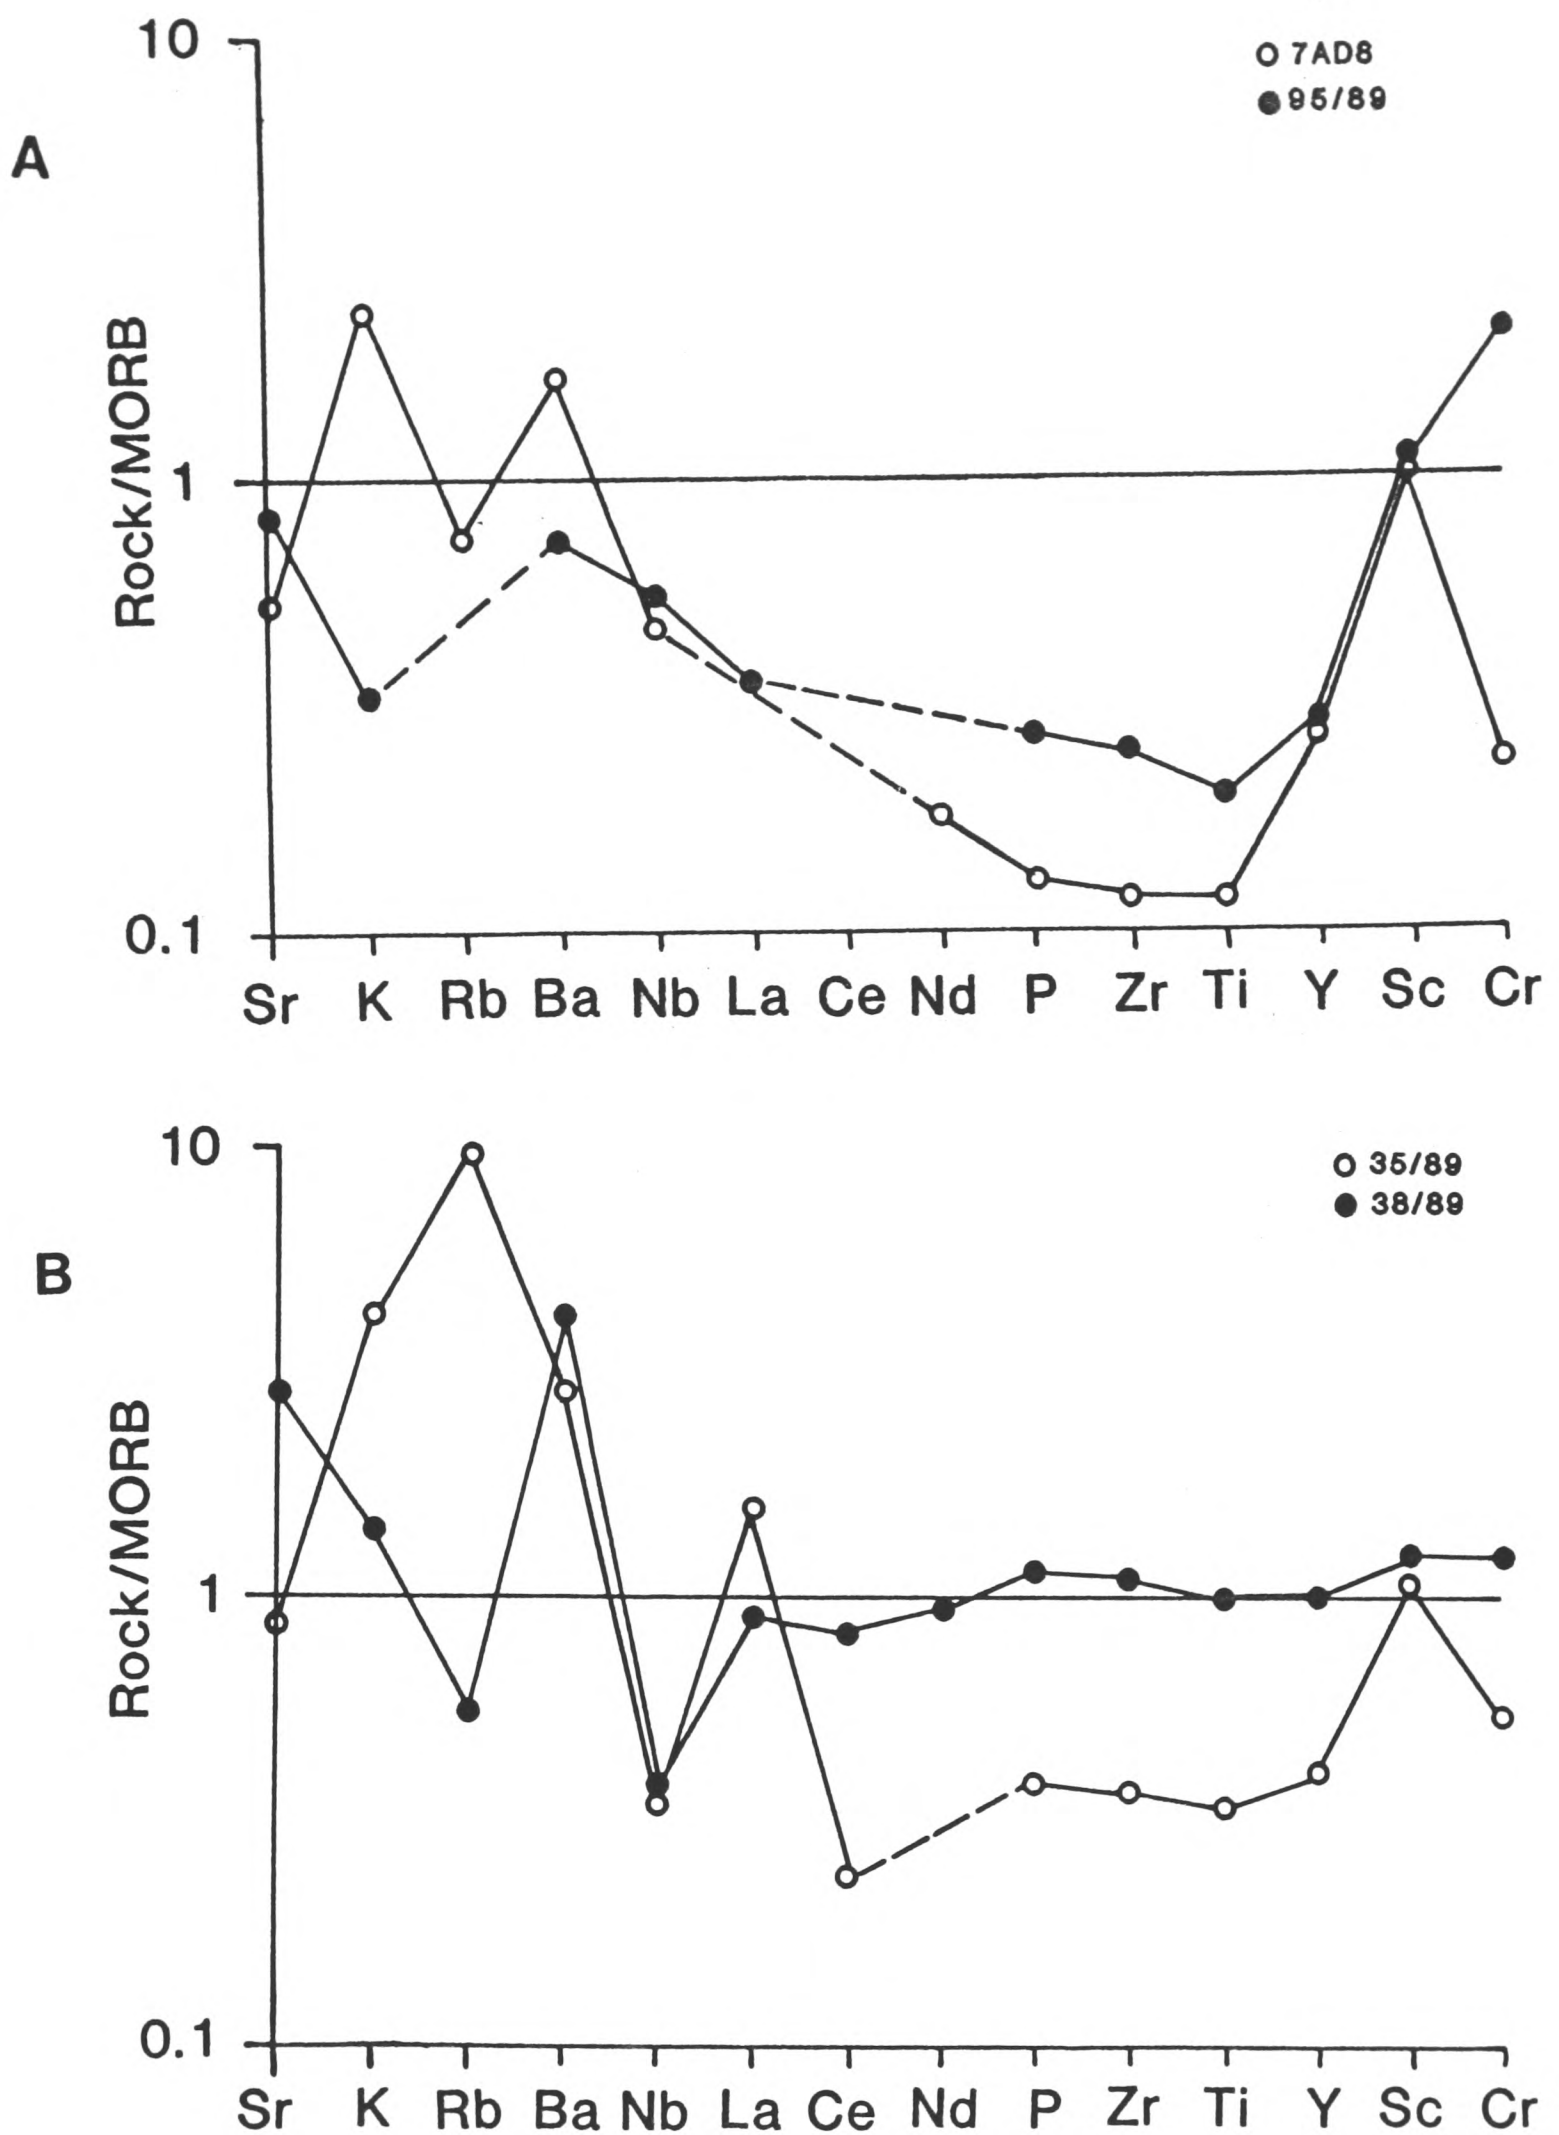 10
7AD8
95/89
A
Rock/MORB
1
0.1
Sr K Rb Ba Nb La Ce Nd P Zr Ti Y Sc Cr
10
35/89
38/89
B
Rock/MORB
1
0.1
Sr K Rb Ba Nb La Ce Nd P Zr Ti Y Sc Cr